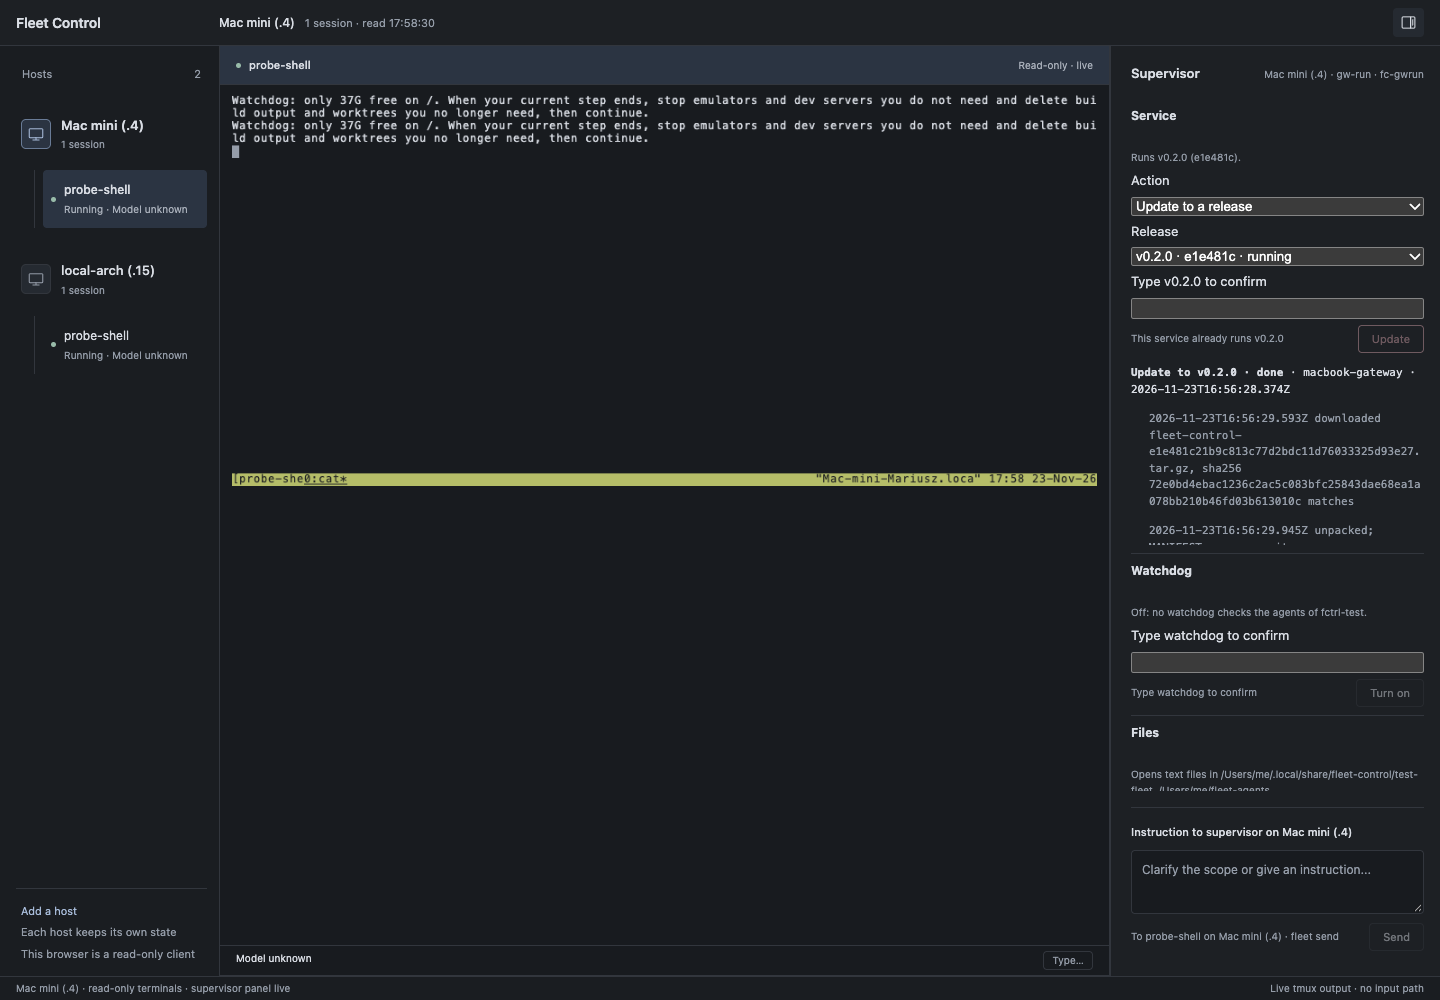 Fleet Control
Mac mini (.4) 1 session · read 17:58:30
Hosts 2
Mac mini (.4)
1 session
probe-shell
Running · Model unknown
local-arch (.15)
1 session
probe-shell
Running · Model unknown
Add a host
Each host keeps its own state
This browser is a read-only client
probe-shell Read-only · live
Watchdog: only 37G free on /. When your current step ends, stop emulators and dev servers you do not need and delete bui
ld output and worktrees you no longer need, then continue.
Watchdog: only 37G free on /. When your current step ends, stop emulators and dev servers you do not need and delete bui
ld output and worktrees you no longer need, then continue.
[probe-she0:cat* "Mac-mini-Mariusz.loca" 17:58 23-Nov-26
Model unknown Type...
Supervisor Mac mini (.4) · gw-run · fc-gwrun
Service
Runs v0.2.0 (e1e481c).
Action
Update to a release
Release
v0.2.0 · e1e481c · running
Type v0.2.0 to confirm
This service already runs v0.2.0 Update
Update to v0.2.0 · done · macbook-gateway ·
2026-11-23T16:56:28.374Z
2026-11-23T16:56:29.593Z downloaded
fleet-control-
e1e481c21b9c813c77d2bdc11d76033325d93e27.
tar.gz, sha256
72e0bd4ebac1236c2ac5c083bfc25843dae68ea1a
078bb210b46fd03b613010c matches
2026-11-23T16:56:29.945Z unpacked;
Watchdog
Off: no watchdog checks the agents of fctrl-test.
Type watchdog to confirm
Type watchdog to confirm Turn on
Files
Opens text files in /Users/me/.local/share/fleet-control/test-
fleet, /Users/me/fleet-agents
Instruction to supervisor on Mac mini (.4)
Clarify the scope or give an instruction...
To probe-shell on Mac mini (.4) · fleet send Send
Mac mini (.4) · read-only terminals · supervisor panel live Live tmux output · no input path